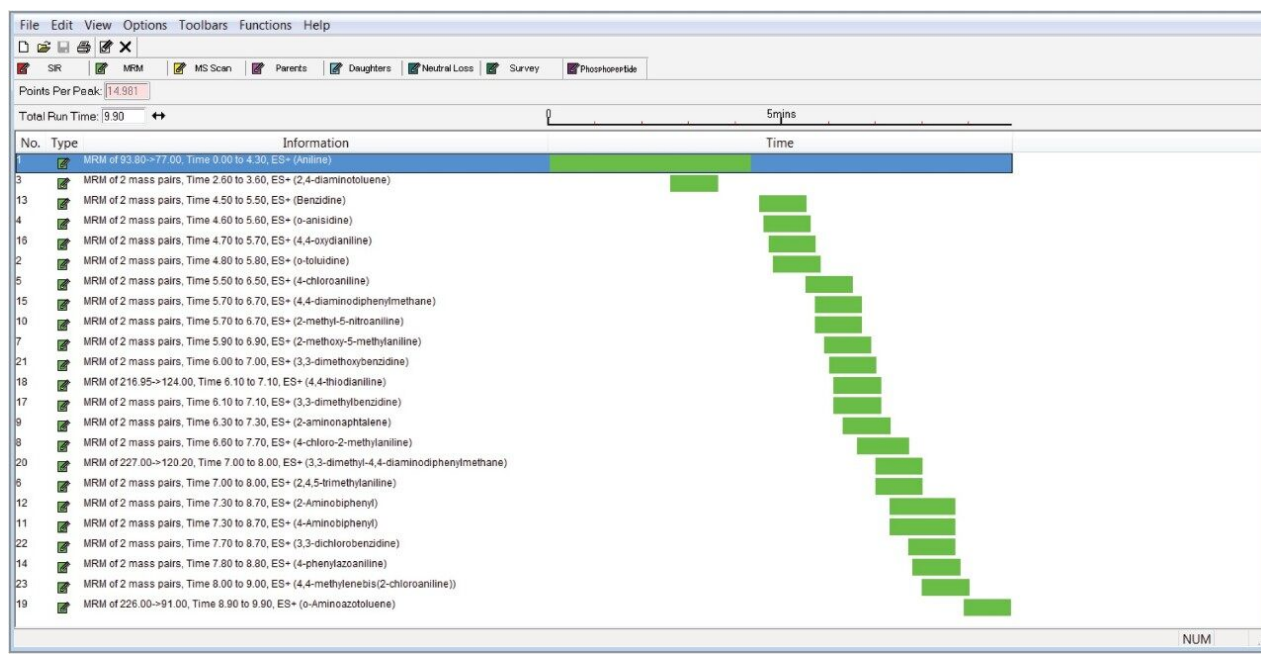 File Edit View Options Toolbars Functions Help
SIR MRM MS Scan Parents Daughters Neutral Loss Survey Phosphopeptide
Points Per Peak: 14.981
Total Run Time: 9.90 0 5mins
No. Type Information Time
1 MRM of 93.80->77.00, Time 0.00 to 4.30, ES+ (Aniline)
3 MRM of 2 mass pairs, Time 2.60 to 3.60, ES+ (2,4-diaminotoluene)
13 MRM of 2 mass pairs, Time 4.50 to 5.50, ES+ (Benzidine)
4 MRM of 2 mass pairs, Time 4.60 to 5.60, ES+ (o-anisidine)
16 MRM of 2 mass pairs, Time 4.70 to 5.70, ES+ (4,4-oxydianiline)
2 MRM of 2 mass pairs, Time 4.80 to 5.80, ES+ (o-toluidine)
5 MRM of 2 mass pairs, Time 5.50 to 6.50, ES+ (4-chloroaniline)
15 MRM of 2 mass pairs, Time 5.70 to 6.70, ES+ (4,4-diaminodiphenylmethane)
10 MRM of 2 mass pairs, Time 5.70 to 6.70, ES+ (2-methyl-5-nitroaniline)
7 MRM of 2 mass pairs, Time 5.90 to 6.90, ES+ (2-methoxy-5-methylaniline)
21 MRM of 2 mass pairs, Time 6.00 to 7.00, ES+ (3,3-dimethoxybenzidine)
18 MRM of 216.95->124.00, Time 6.10 to 7.10, ES+ (4,4-thiodianiline)
17 MRM of 2 mass pairs, Time 6.10 to 7.10, ES+ (3,3-dimethylbenzidine)
9 MRM of 2 mass pairs, Time 6.30 to 7.30, ES+ (2-aminonaphtalene)
8 MRM of 2 mass pairs, Time 6.60 to 7.70, ES+ (4-chloro-2-methylaniline)
20 MRM of 227.00->120.20, Time 7.00 to 8.00, ES+ (3,3-dimethyl-4,4-diaminodiphenylmethane)
6 MRM of 2 mass pairs, Time 7.00 to 8.00, ES+ (2,4,5-trimethylaniline)
12 MRM of 2 mass pairs, Time 7.30 to 8.70, ES+ (2-Aminobiphenyl)
11 MRM of 2 mass pairs, Time 7.30 to 8.70, ES+ (4-Aminobiphenyl)
22 MRM of 2 mass pairs, Time 7.70 to 8.70, ES+ (3,3-dichlorobenzidine)
14 MRM of 2 mass pairs, Time 7.80 to 8.80, ES+ (4-phenylazoaniline)
23 MRM of 2 mass pairs, Time 8.00 to 9.00, ES+ (4,4-methylenebis(2-chloroaniline))
19 MRM of 226.00->91.00, Time 8.90 to 9.90, ES+ (o-Aminoazotoluene)
NUM